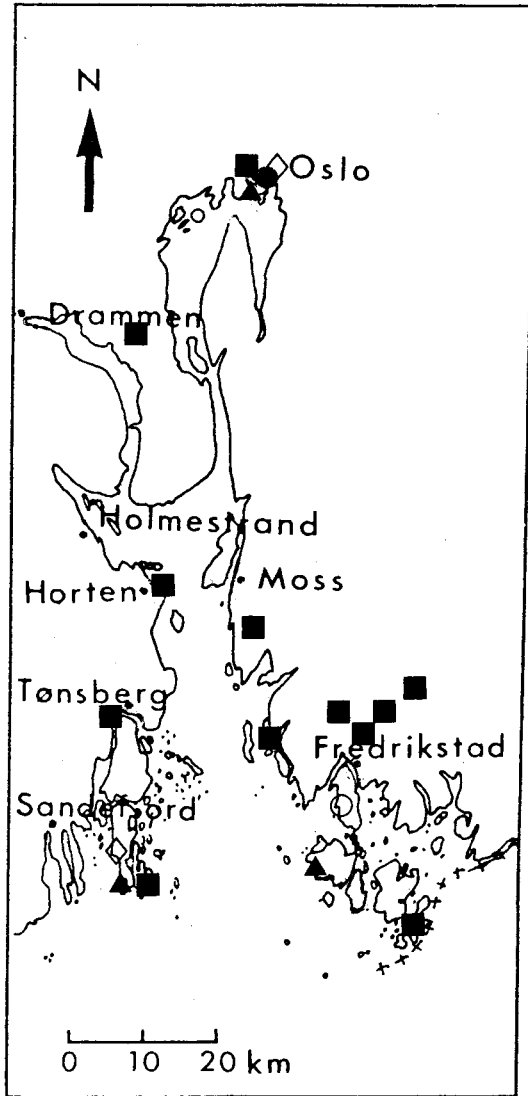 N
Oslo
Drammen
Holmestrand
Horten
Moss
Tønsberg
Fredrikstad
Sandefjord
0 10 20 km